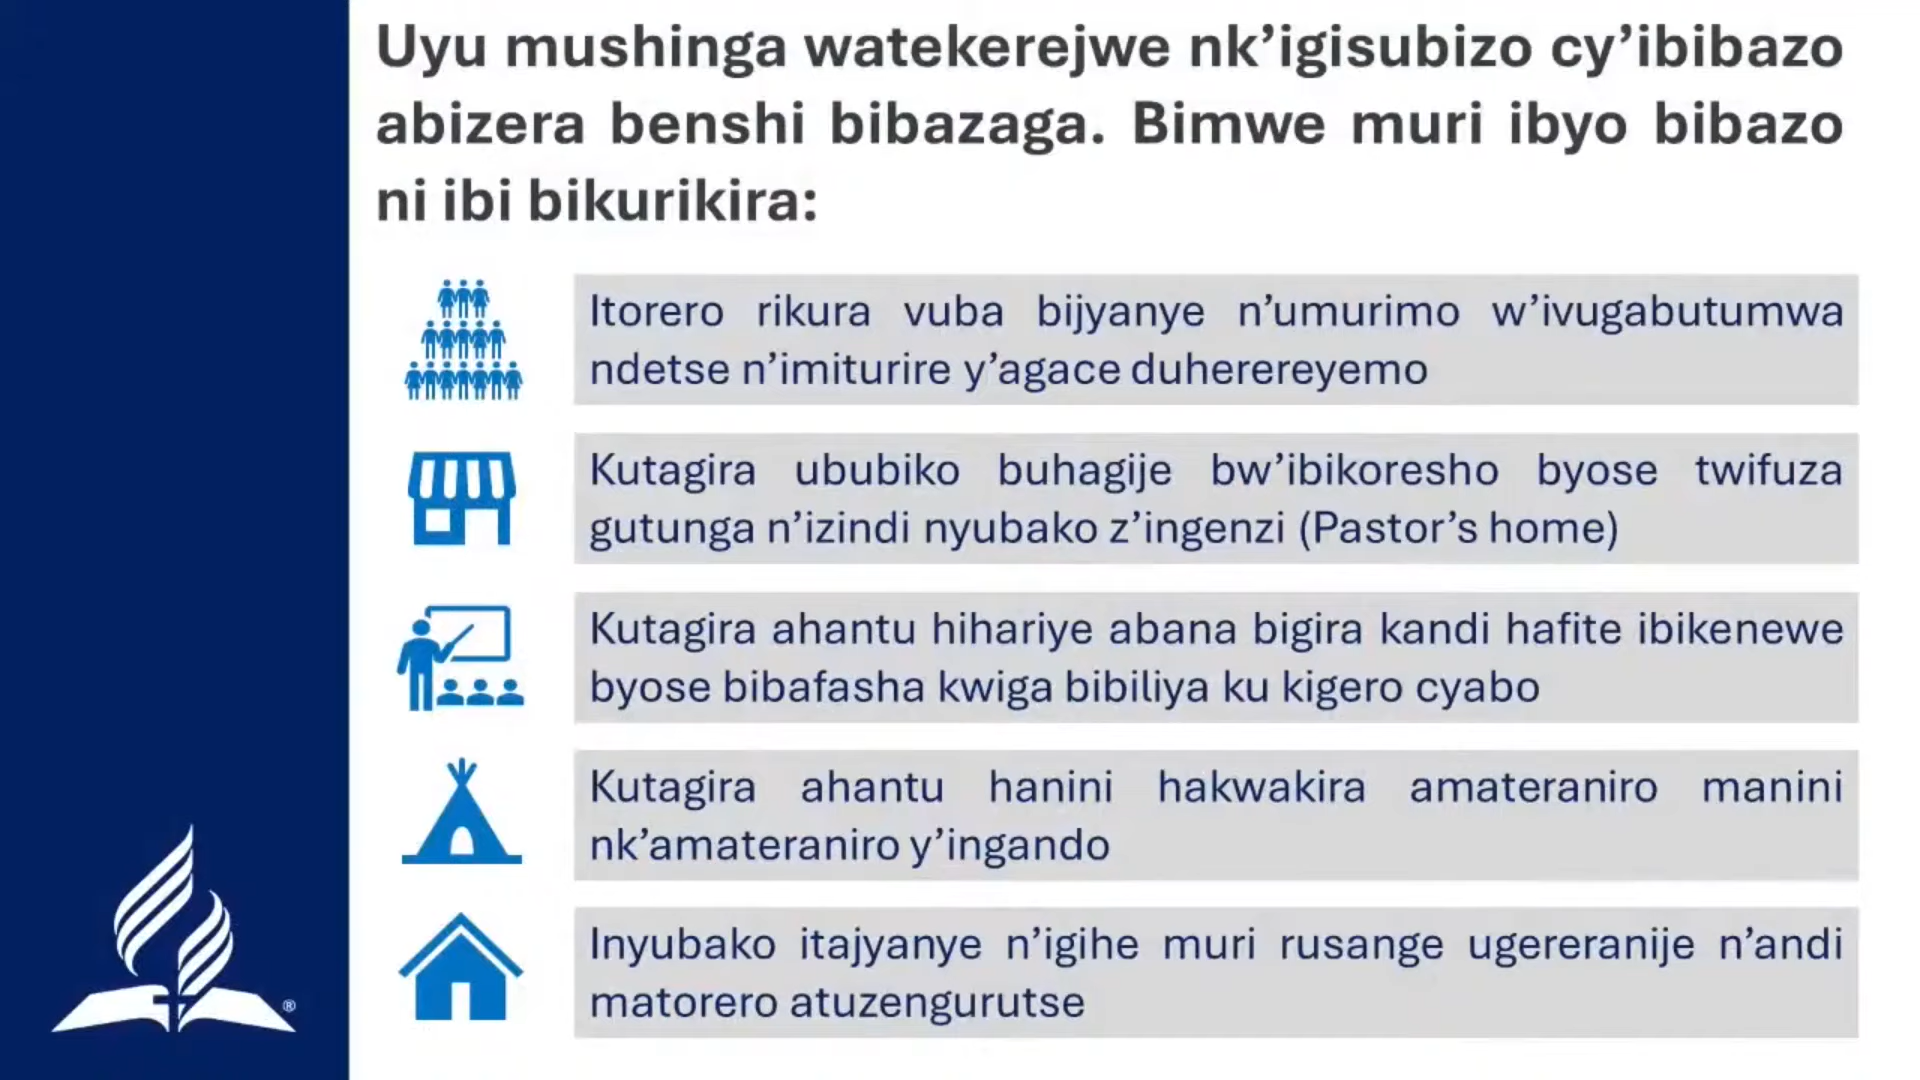 Uyu mushinga watekerejwe nk’igisubizo cy’ibibazo
abizera benshi bibazaga. Bimwe muri ibyo bibazo
ni ibi bikurikira:
Itorero rikura vuba bijyanye n’umurimo w’ivugabutumwa
ndetse n’imiturire y’agace duherereyemo
Kutagira ububiko buhagije bw’ibikoresho byose twifuza
gutunga n’izindi nyubako z’ingenzi (Pastor’s home)
Kutagira ahantu hihariye abana bigira kandi hafite ibikenewe
byose bibafasha kwiga bibiliya ku kigero cyabo
Kutagira ahantu hanini hakwakira amateraniro manini
nk’amateraniro y’ingando
Inyubako itajyanye n’igihe muri rusange ugereranije n’andi
matorero atuzengurutse
®